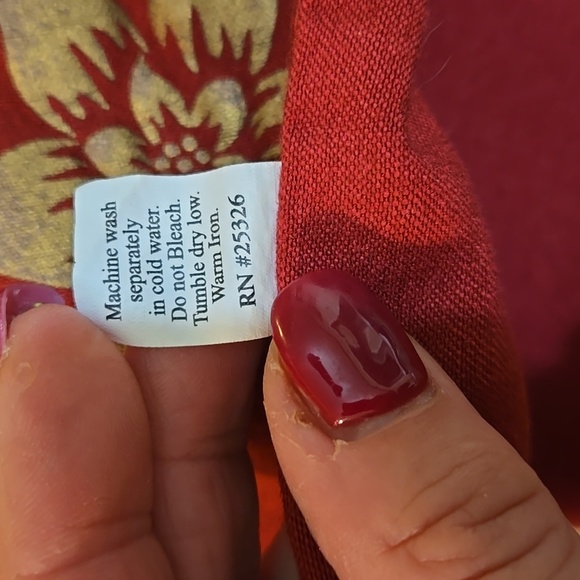 Machine wash
separately
in cold water.
Do not Bleach.
Tumble dry low.
Warm Iron.
RN #25326